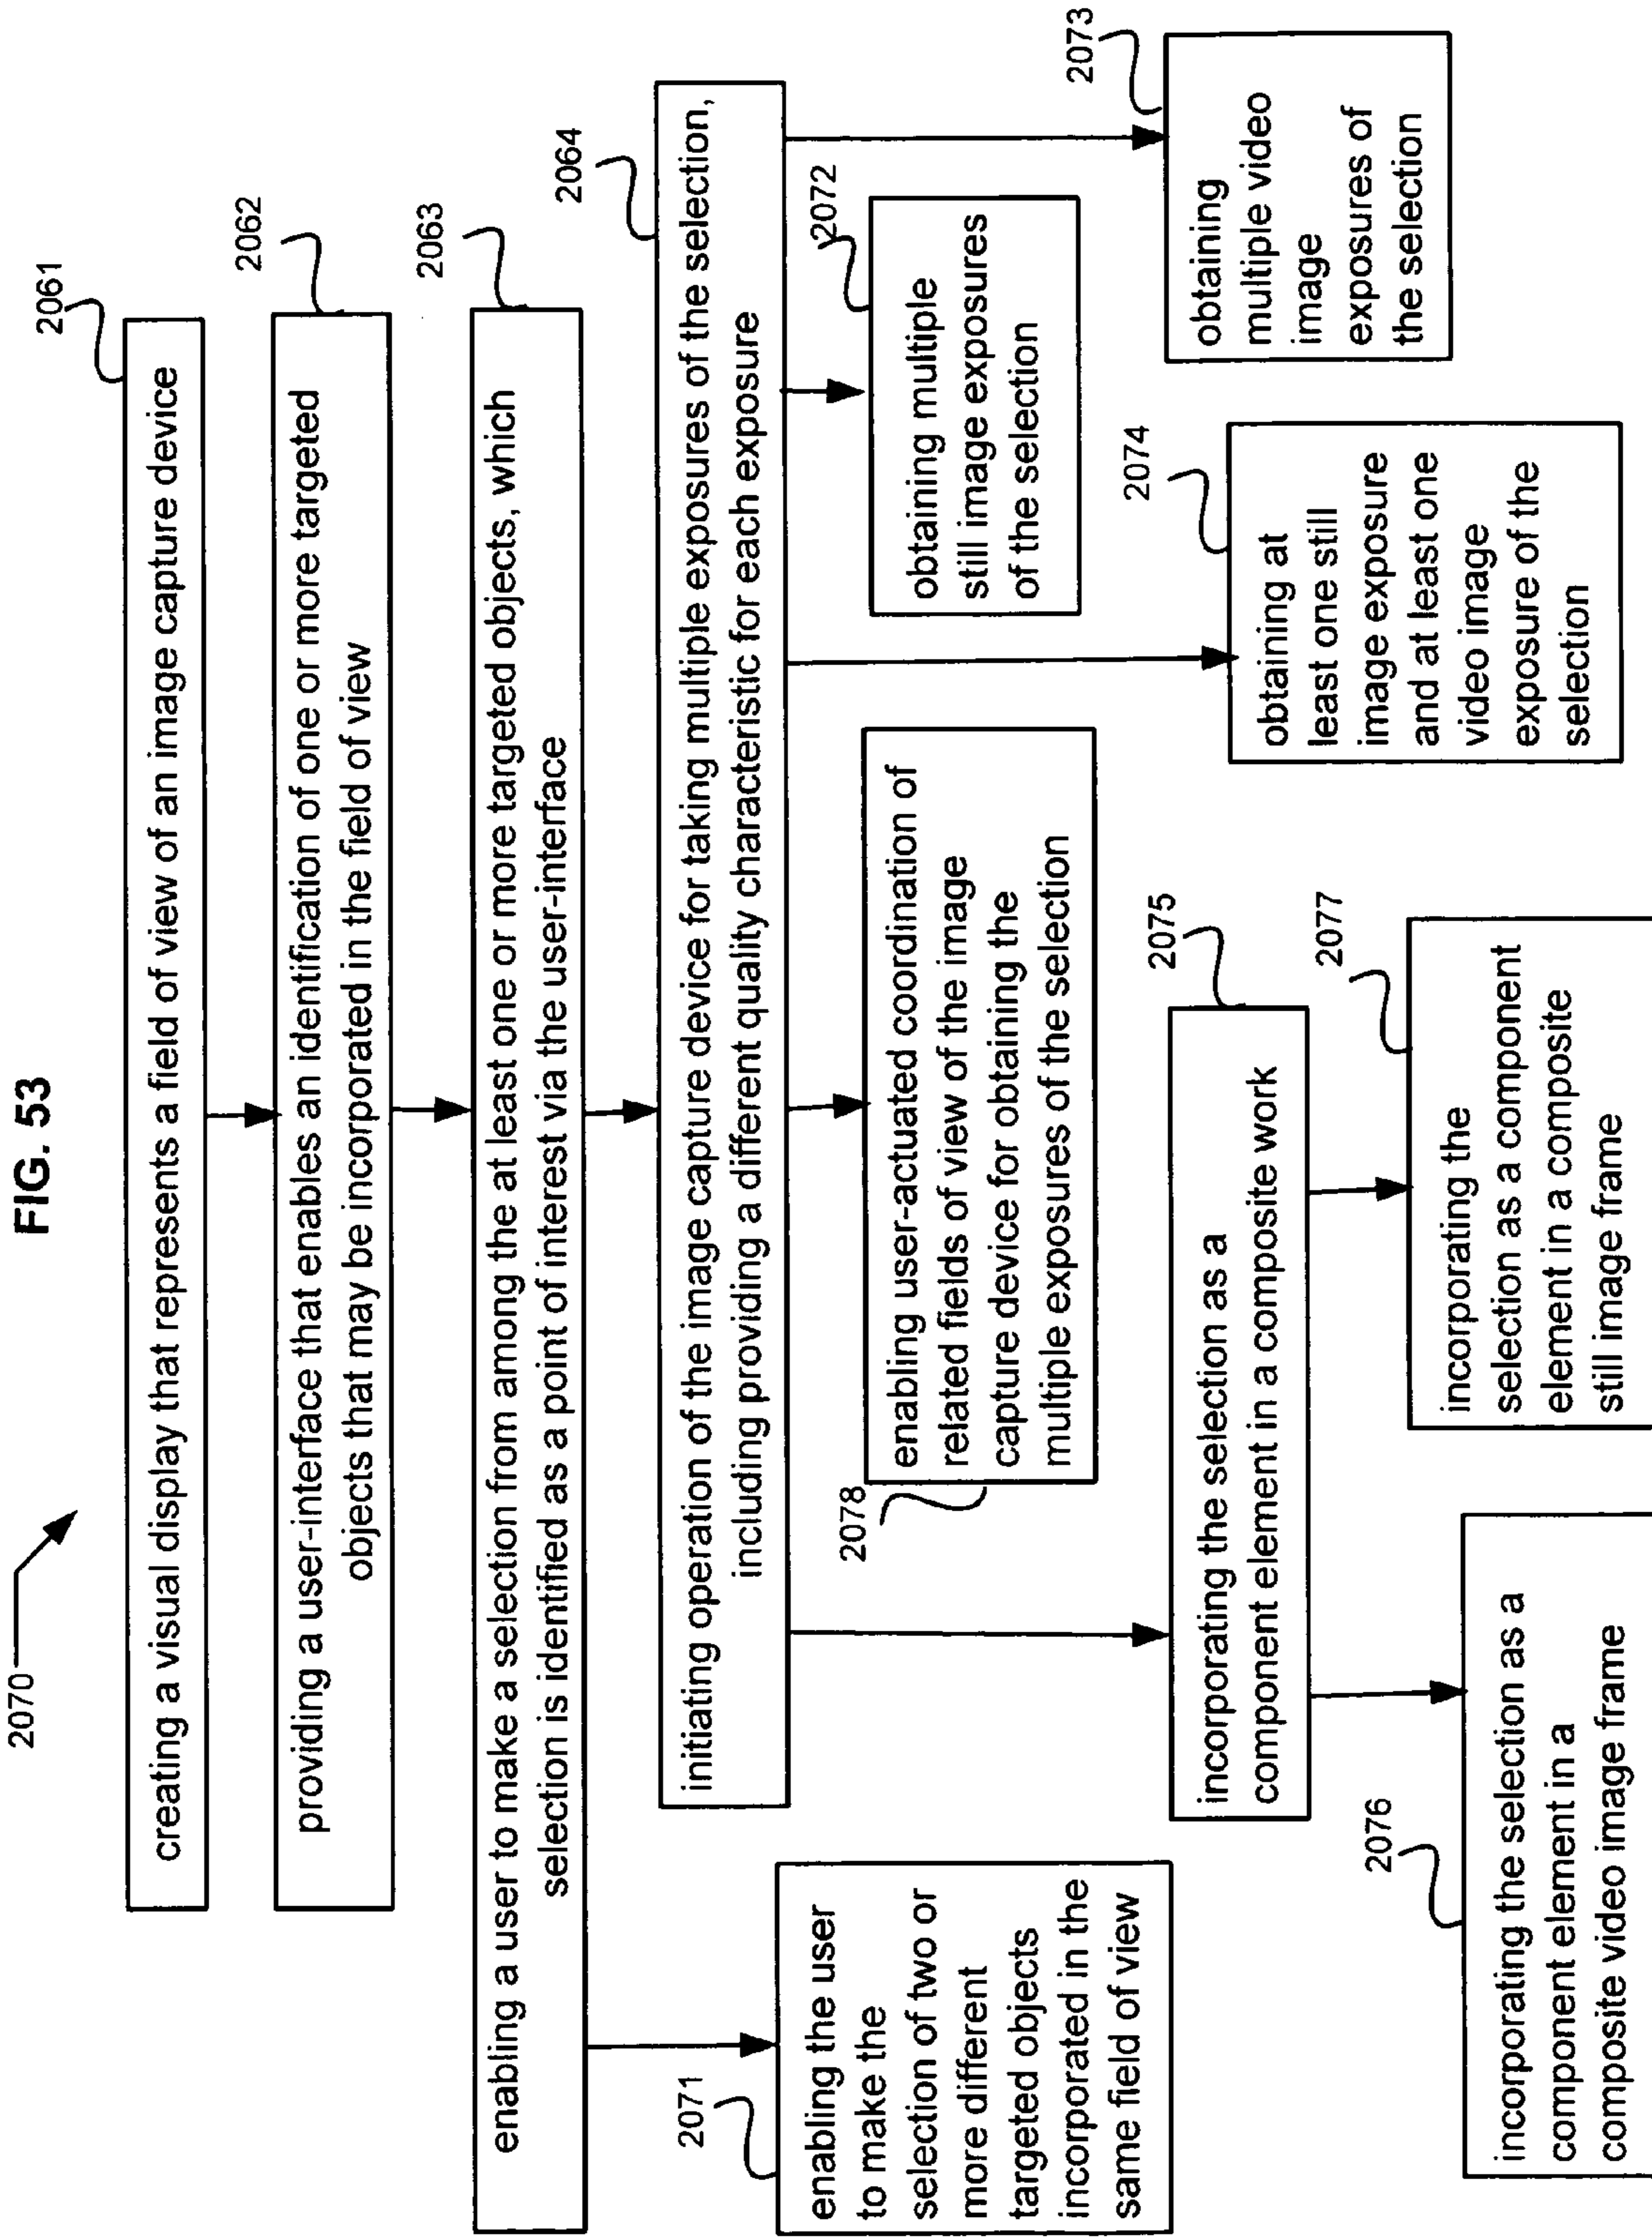 FIG. 53
2070
2061
creating a visual display that represents a field of view of an image capture device
2062
providing a user-interface that enables an identification of one or more targeted
objects that may be incorporated in the field of view
2063
enabling a user to make a selection from among the at least one or more targeted objects, which
selection is identified as a point of interest via the user-interface
2064
initiating operation of the image capture device for taking multiple exposures of the selection,
including providing a different quality characteristic for each exposure
2071
enabling the user
to make the
selection of two or
more different
targeted objects
incorporated in the
same field of view
2078
enabling user-actuated coordination of
related fields of view of the image
capture device for obtaining the
multiple exposures of the selection
2072
obtaining multiple
still image exposures
of the selection
2073
obtaining
multiple video
image
exposures of
the selection
2074
obtaining at
least one still
image exposure
and at least one
video image
exposure of the
selection
2075
incorporating the selection as a
component element in a composite work
2076
incorporating the selection as a
component element in a
composite video image frame
2077
incorporating the
selection as a component
element in a composite
still image frame